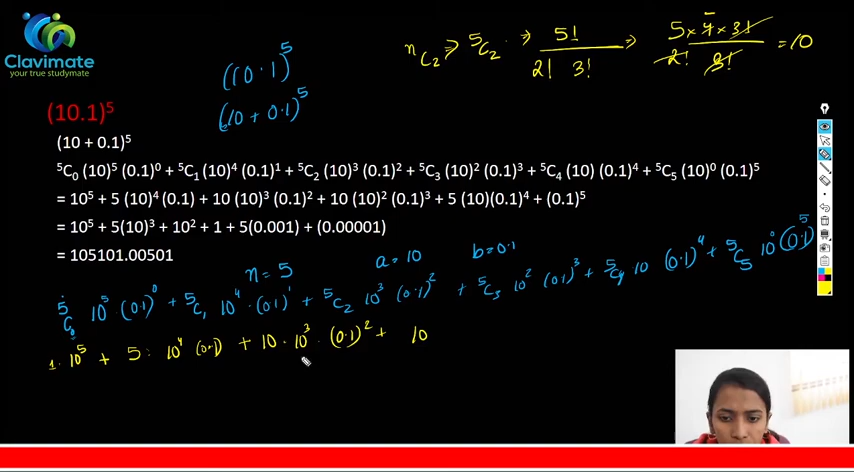 Clavimate
your true studymate
(10.1)⁵
(10 + 0.1)⁵
ⁿC₂ ⇒ ⁵C₂ ⇒ 5! / 2! 3! ⇒ 5 × 4 × 3! / 2! 3! = 10
(10.1)⁵
(10 + 0.1)⁵
⁵C₀ (10)⁵ (0.1)⁰ + ⁵C₁ (10)⁴ (0.1)¹ + ⁵C₂ (10)³ (0.1)² + ⁵C₃ (10)² (0.1)³ + ⁵C₄ (10) (0.1)⁴ + ⁵C₅ (10)⁰ (0.1)⁵
= 10⁵ + 5 (10)⁴ (0.1) + 10 (10)³ (0.1)² + 10 (10)² (0.1)³ + 5 (10)(0.1)⁴ + (0.1)⁵
= 10⁵ + 5(10)³ + 10² + 1 + 5(0.001) + (0.00001)
= 105101.00501
n = 5 a = 10 b = 0.1
⁵C₀ 10⁵ (0.1)⁰ + ⁵C₁ 10⁴ · (0.1)¹ + ⁵C₂ 10³ (0.1)² + ⁵C₃ 10² (0.1)³ + ⁵C₄ 10 (0.1)⁴ + ⁵C₅ 10⁰ (0.1)⁵
1 · 10⁵ + 5 · 10⁴ (0.1) + 10 · 10³ · (0.1)² + 10